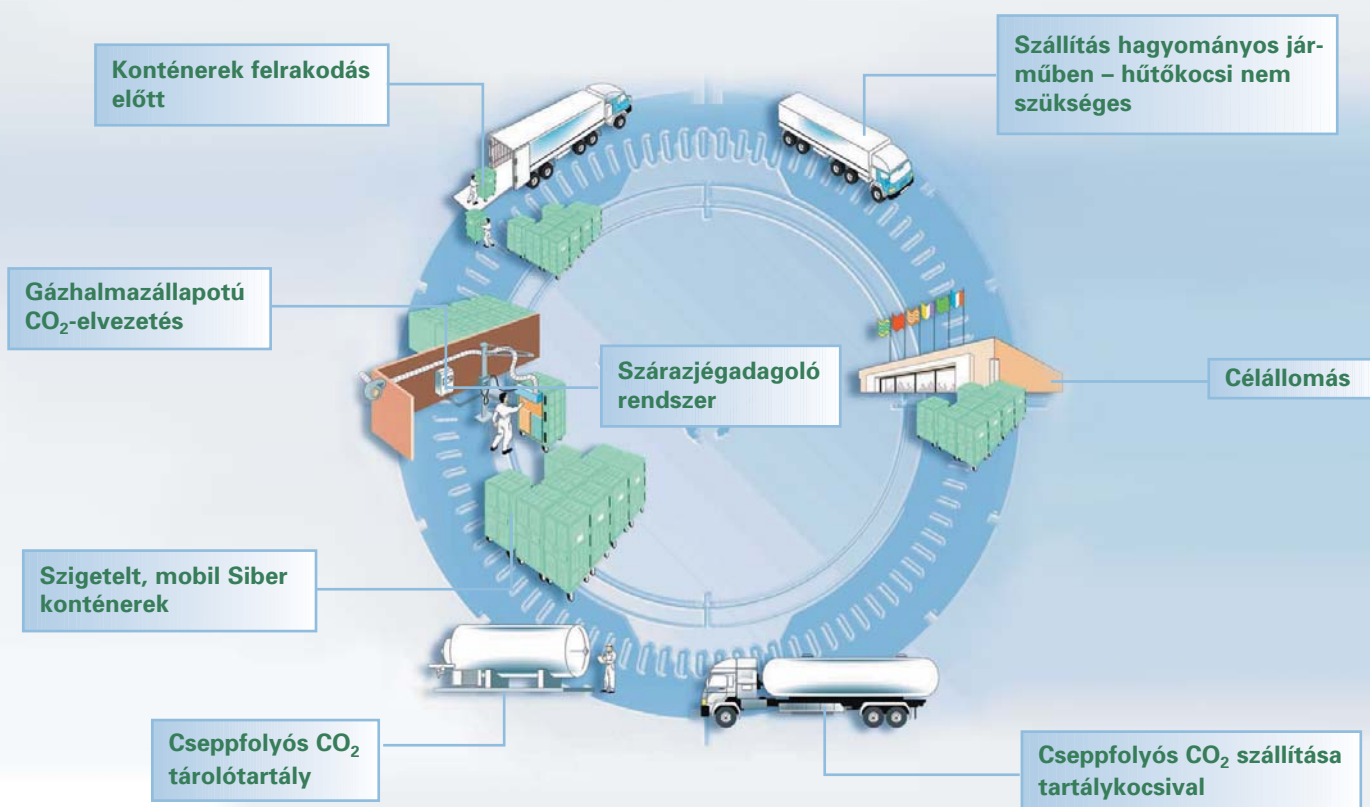 Konténerek felrakodás
előtt
Szállítás hagyományos jár-
műben – hűtőkocsi nem
szükséges
Gázhalmazállapotú
CO₂-elvezetés
Szárazjégadagoló
rendszer
Célállomás
Szigetelt, mobil Siber
konténerek
Cseppfolyós CO₂
tárolótartály
Cseppfolyós CO₂ szállítása
tartálykocsival